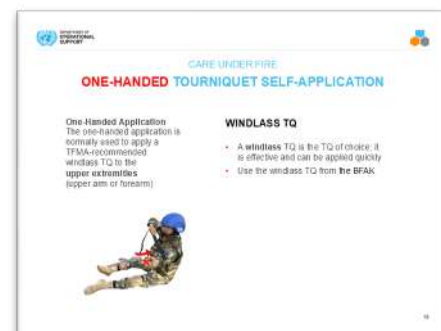 DEPARTMENT OF
OPERATIONAL
SUPPORT
CARE UNDER FIRE
ONE-HANDED TOURNIQUET SELF-APPLICATION
One-Handed Application
The one-handed application is
normally used to apply a
TFMA-recommended
windlass TQ to the
upper extremities
(upper arm or forearm)
WINDLASS TQ
• A windlass TQ is the TQ of choice; it
is effective and can be applied quickly
• Use the windlass TQ from the BFAK